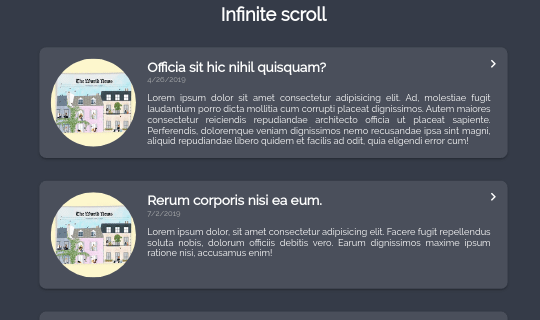 Infinite scroll
Officia sit hic nihil quisquam?
4/26/2019
Lorem ipsum dolor sit amet consectetur adipisicing elit. Ad, molestiae fugit
laudantium porro dicta mollitia cum corrupti placeat dignissimos. Autem maiores
consectetur reiciendis repudiandae architecto officia ut placeat sapiente.
Perferendis, doloremque veniam dignissimos nemo recusandae ipsa sint magni,
aliquid repudiandae libero quidem et facilis ad odit, quia eligendi error cum!
The World News
Rerum corporis nisi ea eum.
7/2/2019
Lorem ipsum dolor, sit amet consectetur adipisicing elit. Facere fugit repellendus
soluta nobis, dolorum officiis debitis vero. Earum dignissimos maxime ipsum
ratione nisi, accusamus enim!
The World News